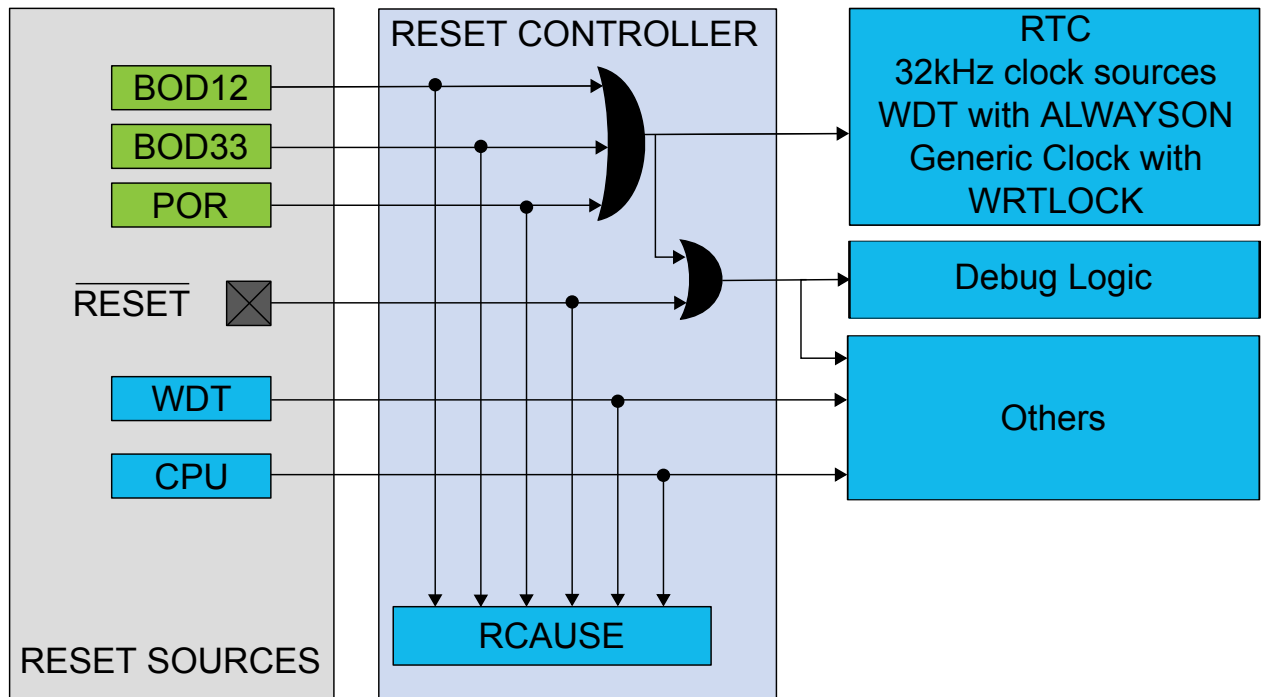 RESET CONTROLLER
BOD12
BOD33
POR
RESET
WDT
CPU
RCAUSE
RESET SOURCES
RTC
32kHz clock sources
WDT with ALWAYSON
Generic Clock with
WRTLOCK
Debug Logic
Others